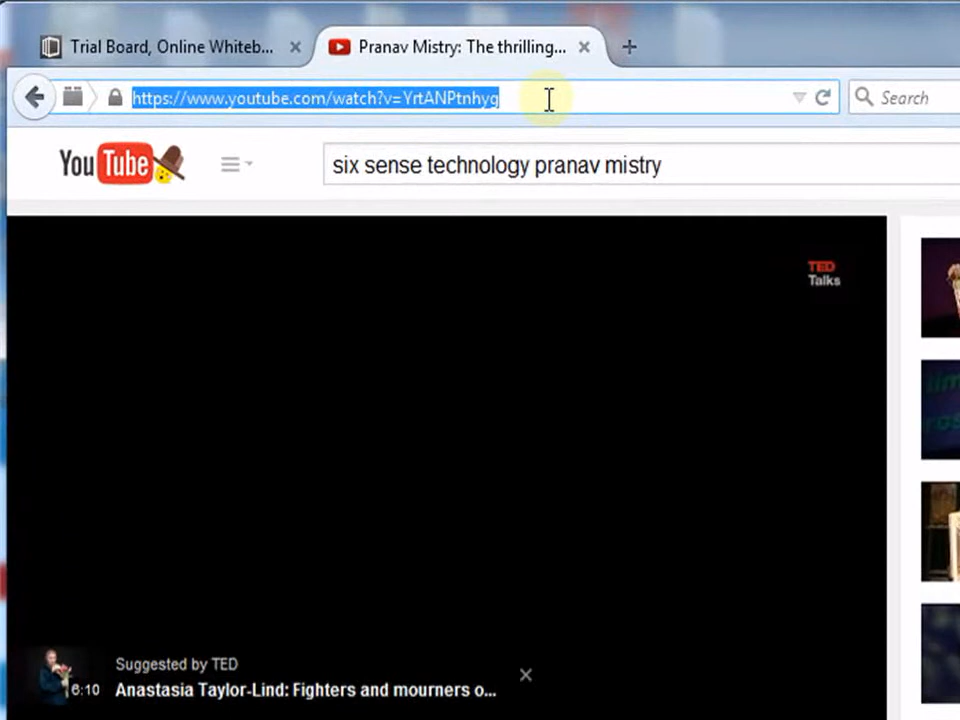 Trial Board, Online Whiteb...
Pranav Mistry: The thrilling...
https://www.youtube.com/watch?v=YrtANPtnhyg
Search
YouTube
six sense technology pranav mistry
TED
Talks
Suggested by TED
6:10
Anastasia Taylor-Lind: Fighters and mourners o...